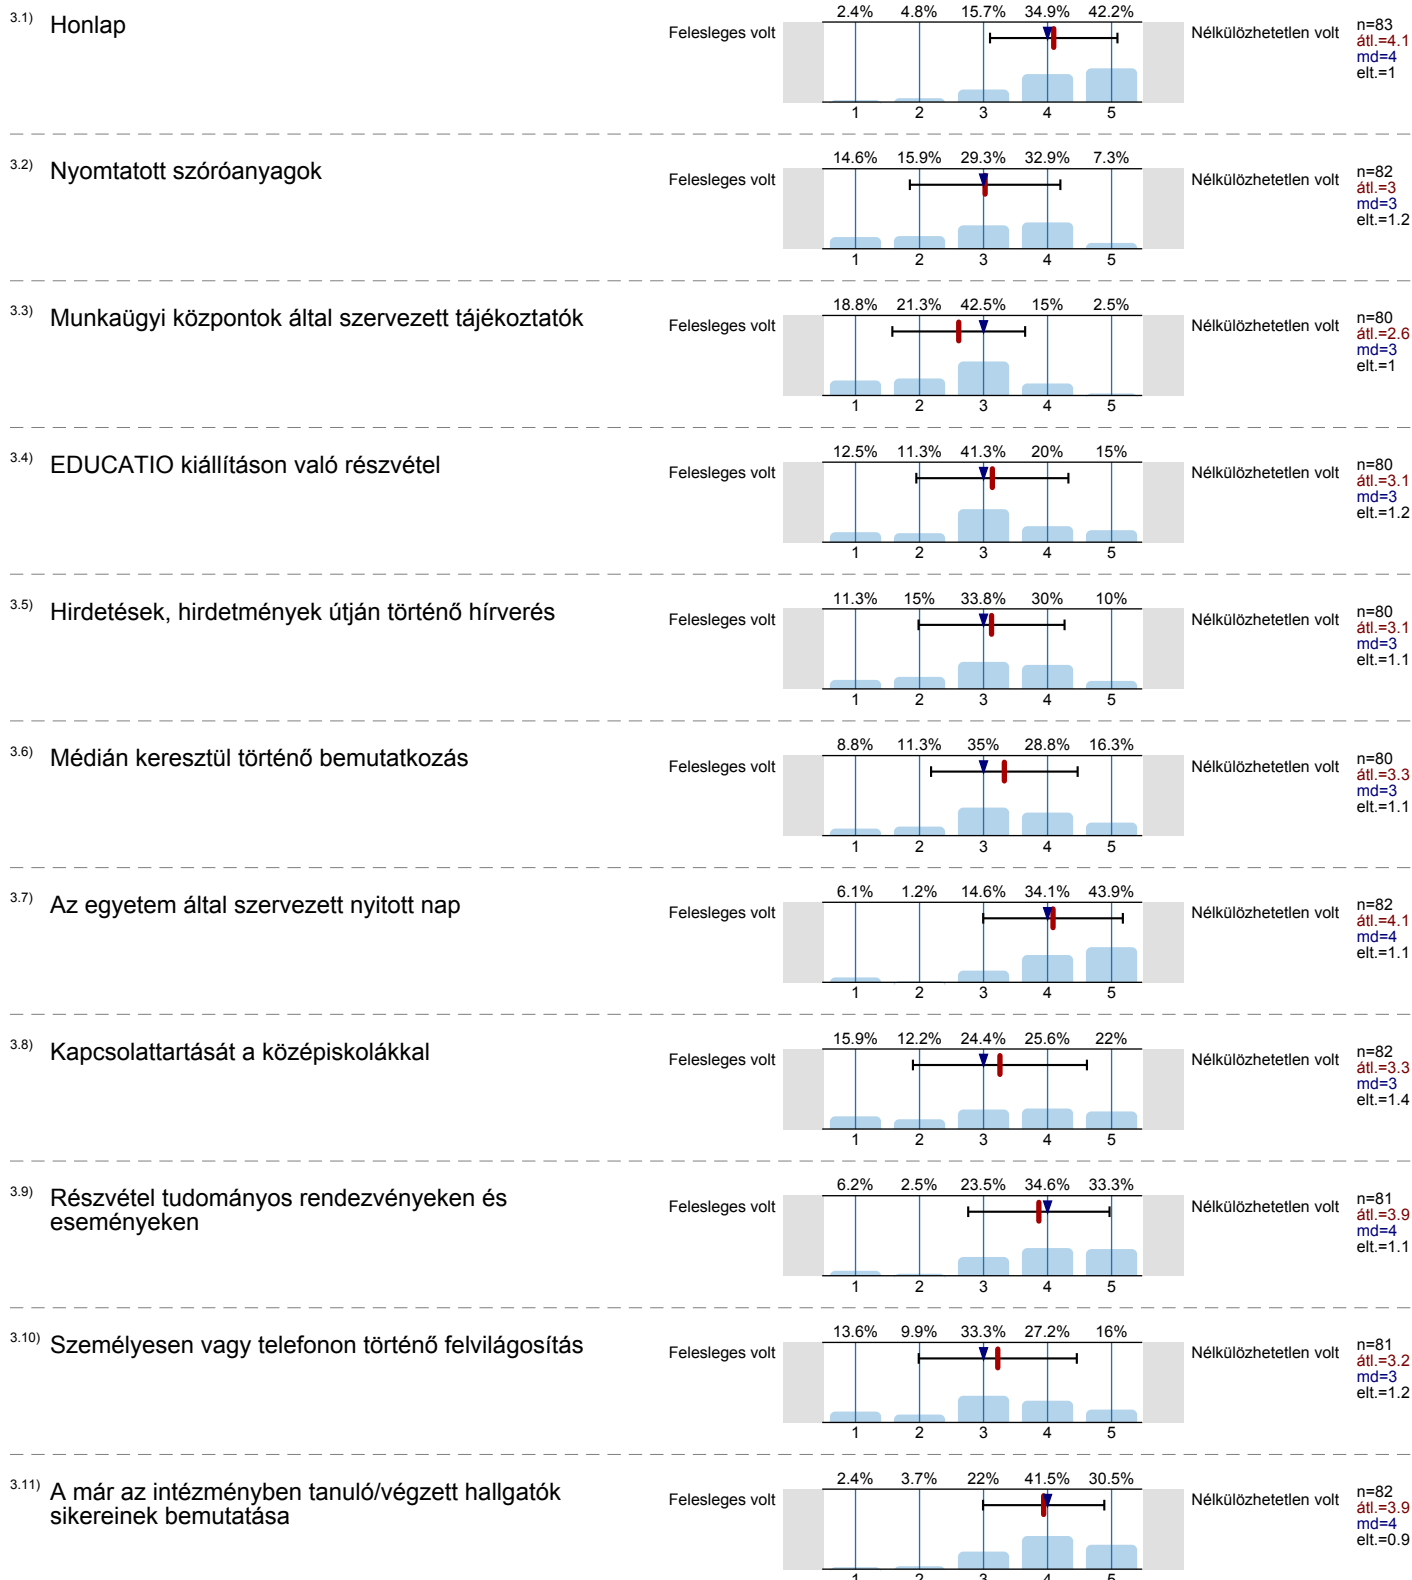 3.1) Honlap
2.4% 4.8% 15.7% 34.9% 42.2%
Felesleges volt
Nélkülözhetetlen volt
n=83
átl.=4.1
md=4
elt.=1
1 2 3 4 5
3.2) Nyomtatott szóróanyagok
14.6% 15.9% 29.3% 32.9% 7.3%
Felesleges volt
Nélkülözhetetlen volt
n=82
átl.=3
md=3
elt.=1.2
1 2 3 4 5
3.3) Munkaügyi központok által szervezett tájékoztatók
18.8% 21.3% 42.5% 15% 2.5%
Felesleges volt
Nélkülözhetetlen volt
n=80
átl.=2.6
md=3
elt.=1
1 2 3 4 5
3.4) EDUCATIO kiállításon való részvétel
12.5% 11.3% 41.3% 20% 15%
Felesleges volt
Nélkülözhetetlen volt
n=80
átl.=3.1
md=3
elt.=1.2
1 2 3 4 5
3.5) Hirdetések, hirdetmények útján történő hírverés
11.3% 15% 33.8% 30% 10%
Felesleges volt
Nélkülözhetetlen volt
n=80
átl.=3.1
md=3
elt.=1.1
1 2 3 4 5
3.6) Médián keresztül történő bemutatkozás
8.8% 11.3% 35% 28.8% 16.3%
Felesleges volt
Nélkülözhetetlen volt
n=80
átl.=3.3
md=3
elt.=1.1
1 2 3 4 5
3.7) Az egyetem által szervezett nyitott nap
6.1% 1.2% 14.6% 34.1% 43.9%
Felesleges volt
Nélkülözhetetlen volt
n=82
átl.=4.1
md=4
elt.=1.1
1 2 3 4 5
3.8) Kapcsolattartását a középiskolákkal
15.9% 12.2% 24.4% 25.6% 22%
Felesleges volt
Nélkülözhetetlen volt
n=82
átl.=3.3
md=3
elt.=1.4
1 2 3 4 5
3.9) Részvétel tudományos rendezvényeken és
eseményeken
6.2% 2.5% 23.5% 34.6% 33.3%
Felesleges volt
Nélkülözhetetlen volt
n=81
átl.=3.9
md=4
elt.=1.1
1 2 3 4 5
3.10) Személyesen vagy telefonon történő felvilágosítás
13.6% 9.9% 33.3% 27.2% 16%
Felesleges volt
Nélkülözhetetlen volt
n=81
átl.=3.2
md=3
elt.=1.2
1 2 3 4 5
3.11) A már az intézményben tanuló/végzett hallgatók
sikereinek bemutatása
2.4% 3.7% 22% 41.5% 30.5%
Felesleges volt
Nélkülözhetetlen volt
n=82
átl.=3.9
md=4
elt.=0.9
1 2 3 4 5